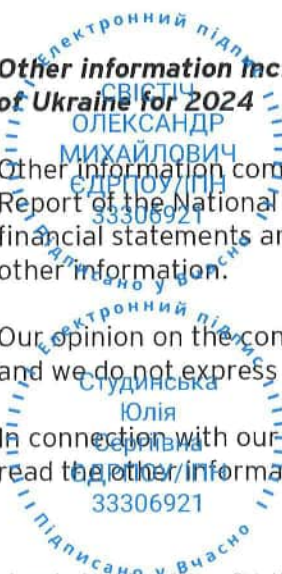 Електронний підпис
Other information inc
of Ukraine for 2024
СВІСТІЧ
ОЛЕКСАНДР
МИХАЙЛОВИЧ
ЄДРПОУ/ІПН
33306921
Other information com
Report of the National
financial statements an
other information.
Підписано у Вчасно
Електронний підпис
Our opinion on the con
and we do not express
Студинська
Юлія
Сергіївна
ЄДРПОУ/ІПН
33306921
In connection with our
read the other informa
Підписано у Вчасно